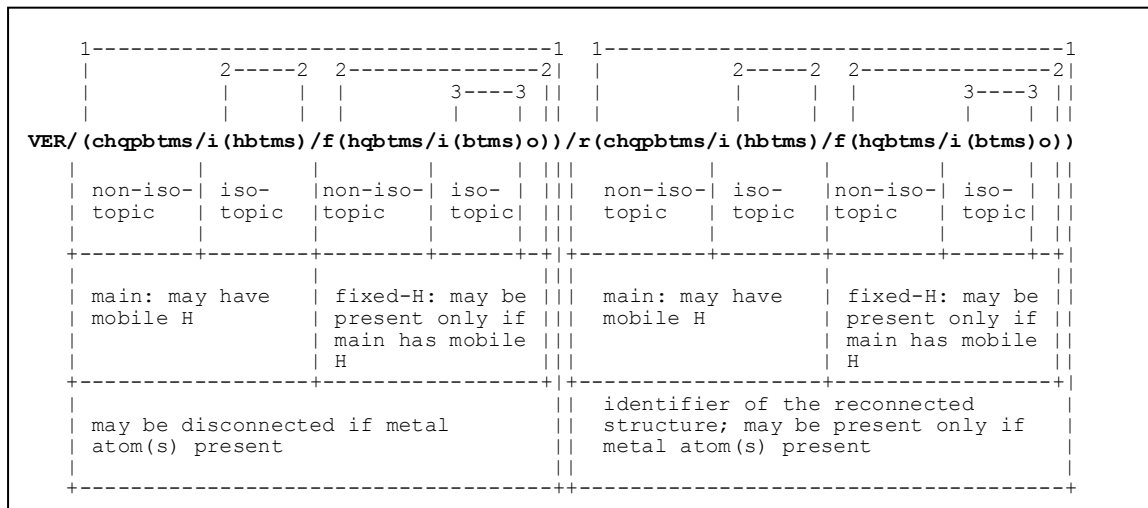 1-----------------------------------1 1-----------------------------------1
| 2-----2 2---------------2| | 2-----2 2---------------2|
| | | | 3----3 || | | | | 3----3 ||
| | | | | | || | | | | | | ||
VER/(chqpbtms/i(hbtms)/f(hqbtms/i(btms)o))/r(chqpbtms/i(hbtms)/f(hqbtms/i(btms)o))
| | | | | ||| | | | | ||
| non-iso-| iso- |non-iso-| iso- | ||| non-iso-| iso- |non-iso-| iso- | ||
| topic | topic |topic | topic| ||| topic | topic |topic | topic| ||
| | | | | ||| | | | | ||
+---------+--------+--------+------+-+||+---------+--------+--------+------+-+|
| | ||| | ||
| main: may have | fixed-H: may be ||| main: may have | fixed-H: may be ||
| mobile H | present only if ||| mobile H | present only if ||
| | main has mobile ||| | main has mobile ||
| | H ||| | H ||
+------------------+-----------------+||+------------------+-----------------+|
| || identifier of the reconnected |
| may be disconnected if metal || structure; may be present only if |
| atom(s) present || metal atom(s) present |
| || |
+-------------------------------------++--------------------------------------+